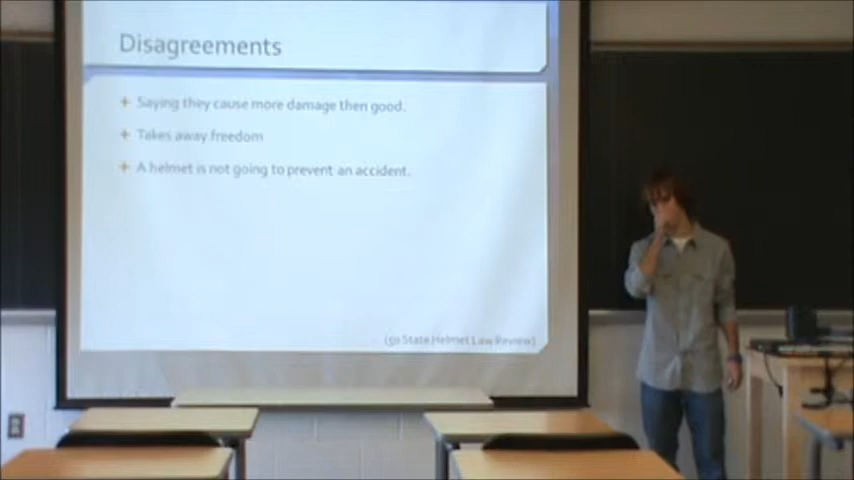 Disagreements
+ Saying they cause more damage then good.
+ Takes away freedom
+ A helmet is not going to prevent an accident.
(50 State Helmet Law Review)